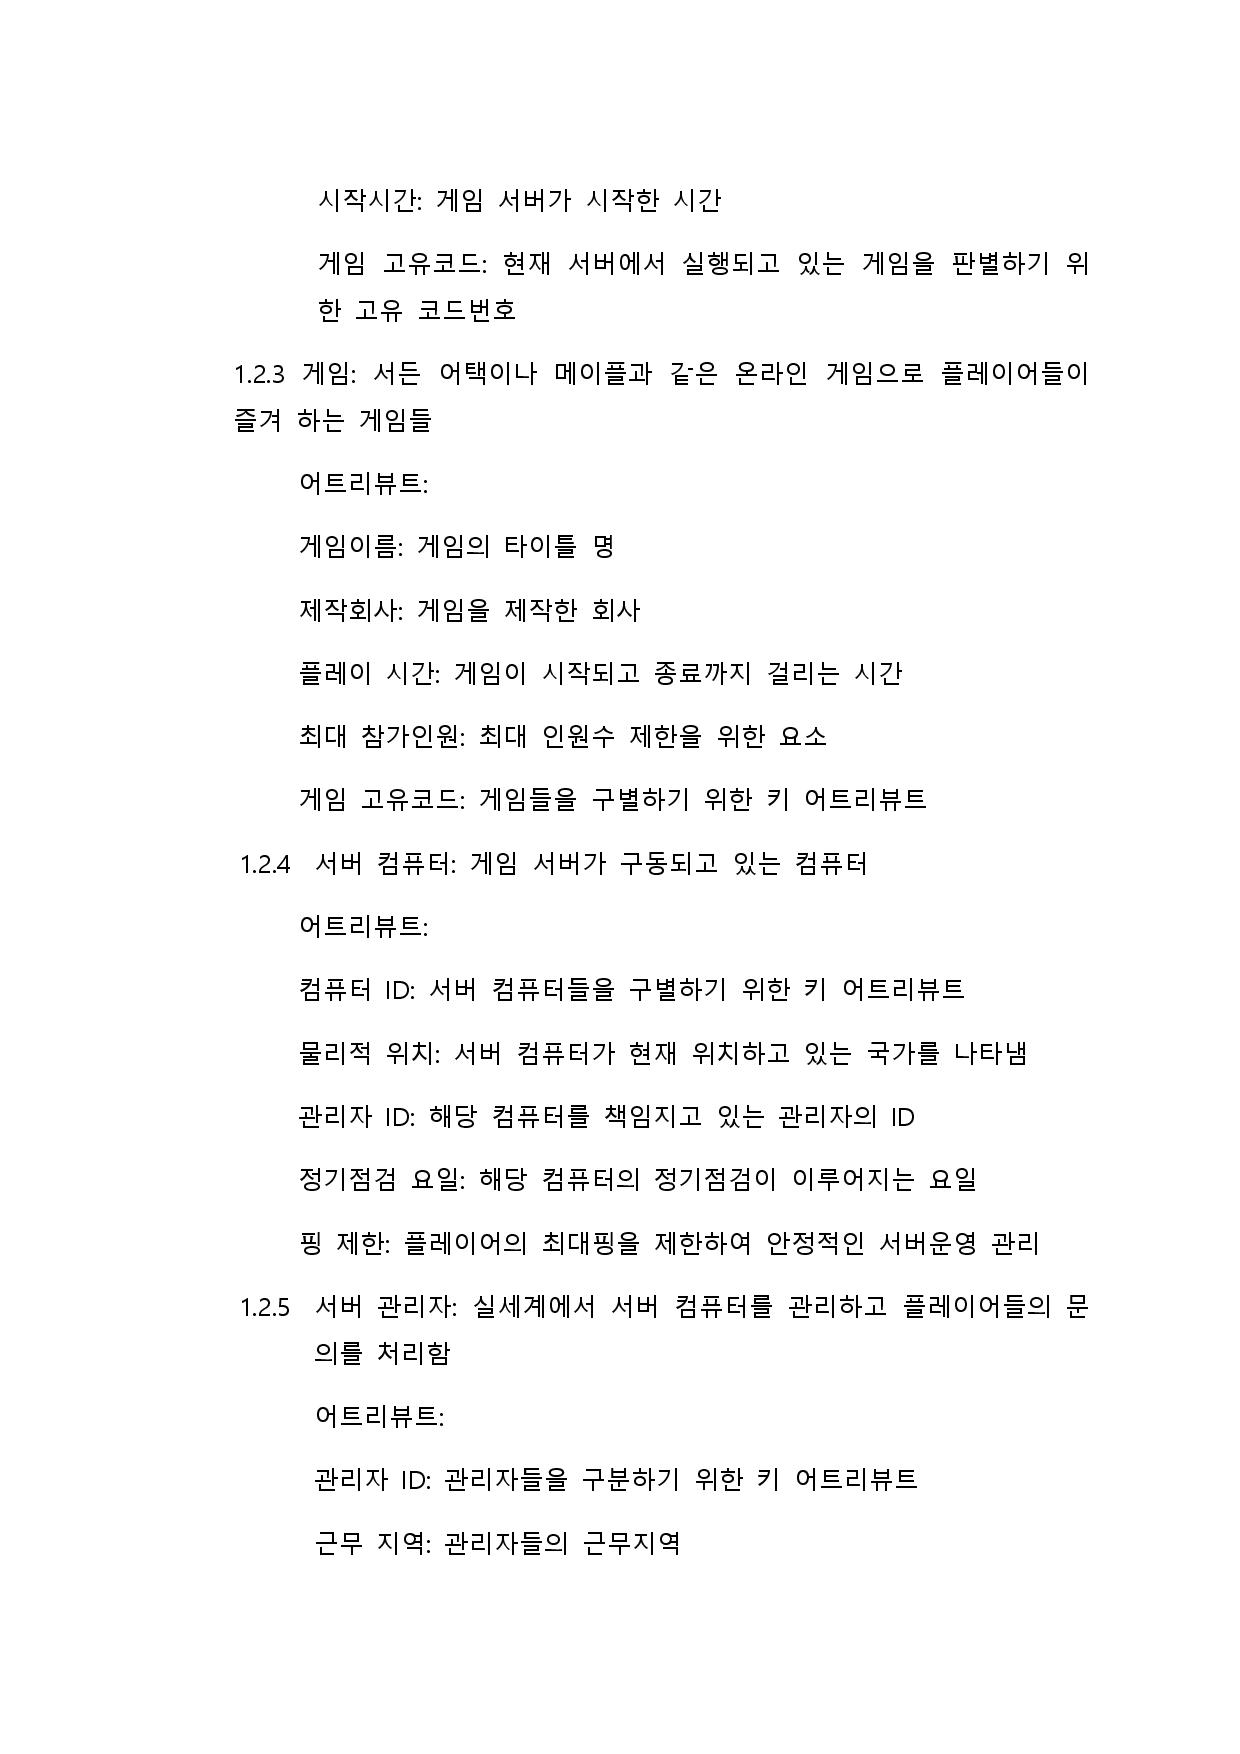 시작시간: 게임 서버가 시작한 시간
게임 고유코드: 현재 서버에서 실행되고 있는 게임을 판별하기 위
한 고유 코드번호
1.2.3 게임: 서든 어택이나 메이플과 같은 온라인 게임으로 플레이어들이
즐겨 하는 게임들
어트리뷰트:
게임이름: 게임의 타이틀 명
제작회사: 게임을 제작한 회사
플레이 시간: 게임이 시작되고 종료까지 걸리는 시간
최대 참가인원: 최대 인원수 제한을 위한 요소
게임 고유코드: 게임들을 구별하기 위한 키 어트리뷰트
1.2.4 서버 컴퓨터: 게임 서버가 구동되고 있는 컴퓨터
어트리뷰트:
컴퓨터 ID: 서버 컴퓨터들을 구별하기 위한 키 어트리뷰트
물리적 위치: 서버 컴퓨터가 현재 위치하고 있는 국가를 나타냄
관리자 ID: 해당 컴퓨터를 책임지고 있는 관리자의 ID
정기점검 요일: 해당 컴퓨터의 정기점검이 이루어지는 요일
핑 제한: 플레이어의 최대핑을 제한하여 안정적인 서버운영 관리
1.2.5 서버 관리자: 실세계에서 서버 컴퓨터를 관리하고 플레이어들의 문
의를 처리함
어트리뷰트:
관리자 ID: 관리자들을 구분하기 위한 키 어트리뷰트
근무 지역: 관리자들의 근무지역